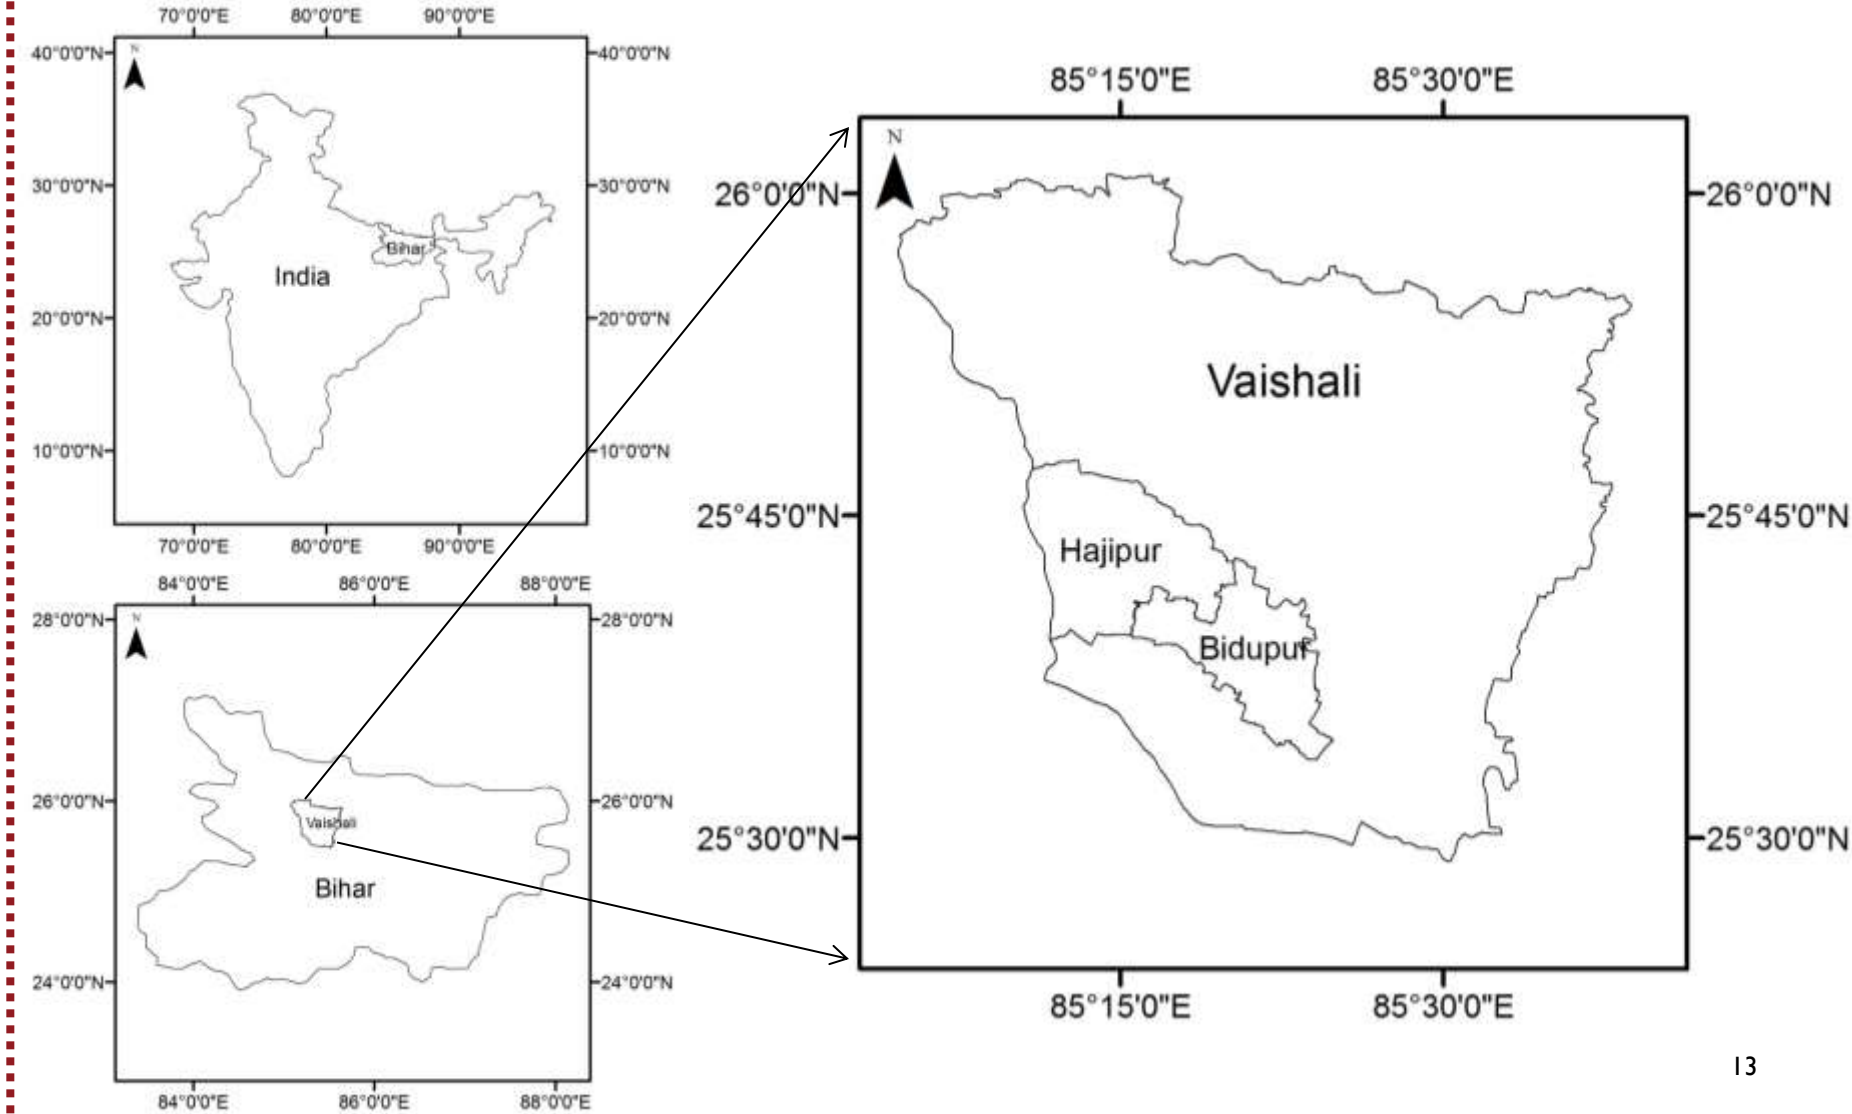 70°0'0"E 80°0'0"E 90°0'0"E
40°0'0"N 40°0'0"N
N
30°0'0"N 30°0'0"N
Bihar
India
20°0'0"N 20°0'0"N
10°0'0"N 10°0'0"N
70°0'0"E 80°0'0"E 90°0'0"E
84°0'0"E 86°0'0"E 88°0'0"E
28°0'0"N 28°0'0"N
N
26°0'0"N 26°0'0"N
Vaishali
Bihar
24°0'0"N 24°0'0"N
84°0'0"E 86°0'0"E 88°0'0"E
85°15'0"E 85°30'0"E
N
26°0'0"N 26°0'0"N
Vaishali
25°45'0"N 25°45'0"N
Hajipur
Bidupur
25°30'0"N 25°30'0"N
85°15'0"E 85°30'0"E
13